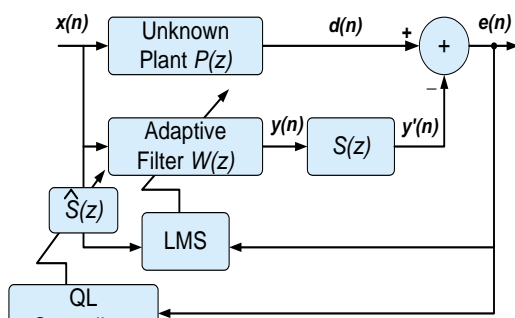 x(n)
Unknown
Plant P(z)
d(n)
+
+
e(n)
Adaptive
Filter W(z)
y(n)
S(z)
y'(n)
−
Ŝ(z)
LMS
QL